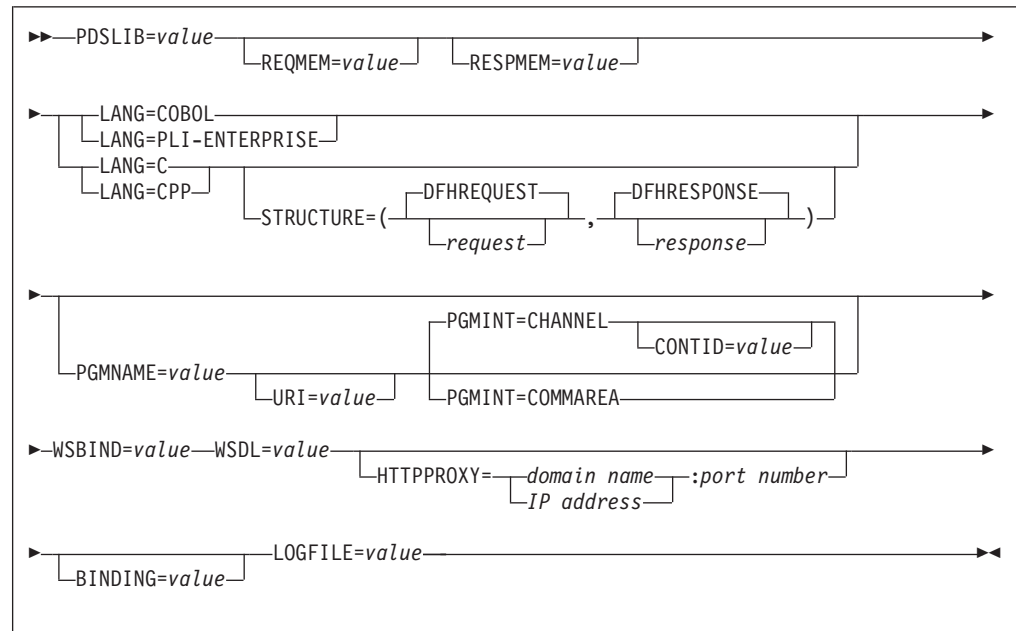 PDSLIB=value
REQMEM=value RESPMEM=value
LANG=COBOL
LANG=PLI-ENTERPRISE
LANG=C
LANG=CPP
DFHREQUEST DFHRESPONSE
STRUCTURE=( , )
request response
PGMINT=CHANNEL
CONTID=value
PGMNAME=value
URI=value PGMINT=COMMAREA
WSBIND=value WSDL=value
HTTPPROXY= domain name :port number
IP address
LOGFILE=value
BINDING=value